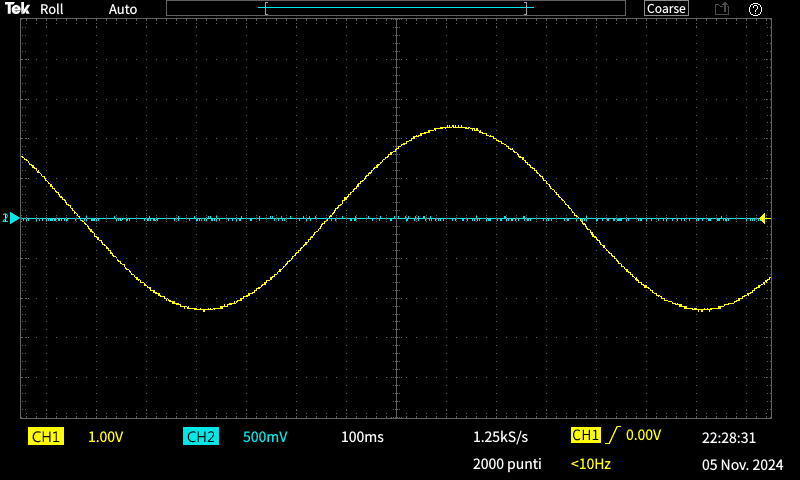 Tek Roll Auto Coarse
2
CH1 1.00V CH2 500mV 100ms 1.25kS/s CH1 0.00V 22:28:31
2000 punti <10Hz 05 Nov. 2024